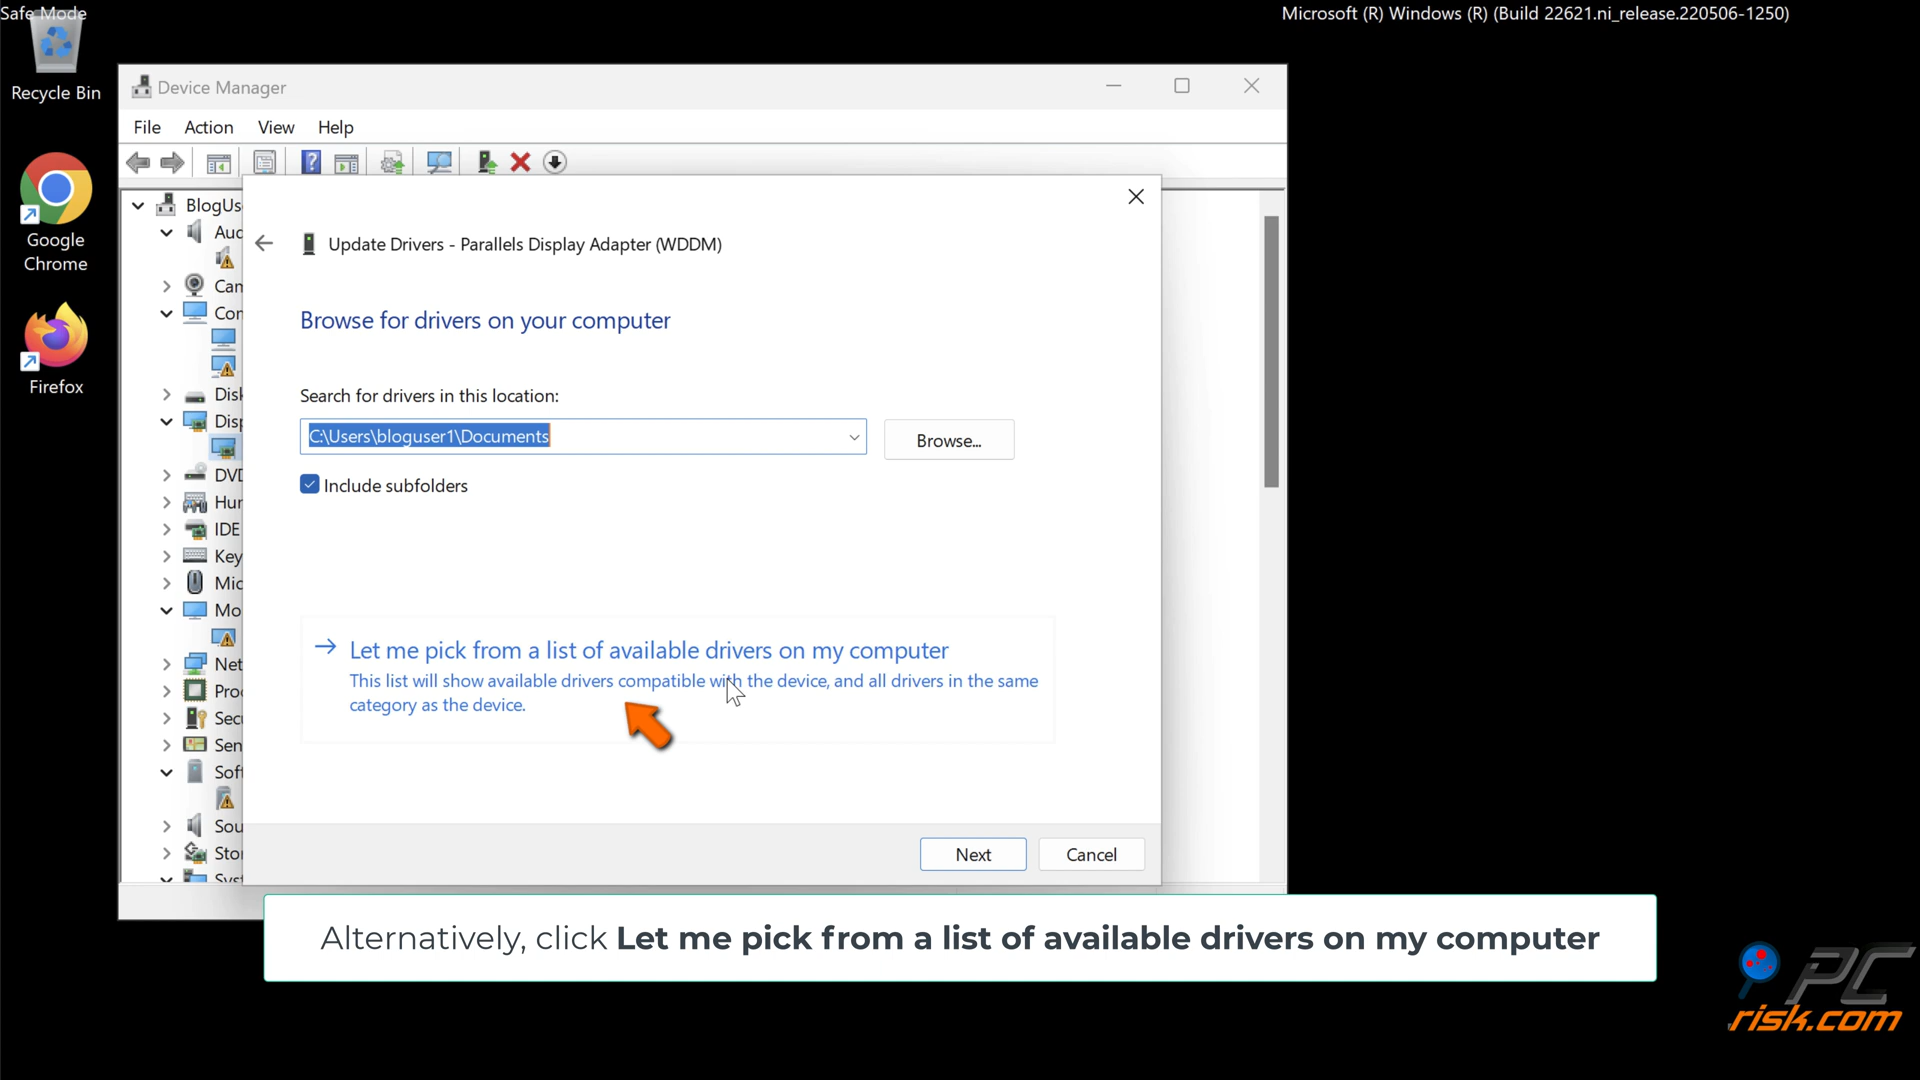 Safe Mode
Microsoft (R) Windows (R) (Build 22621.ni_release.220506-1250)
Recycle Bin
Google
Chrome
Firefox
Device Manager
File Action View Help
BlogUs
Aud
Can
Con
Disk
Disp
DVD
Hur
IDE
Key
Mic
Mo
Net
Proc
Secu
Sen
Soft
Sou
Stor
Syst
Update Drivers - Parallels Display Adapter (WDDM)
Browse for drivers on your computer
Search for drivers in this location:
C:\Users\bloguser1\Documents
Browse...
Include subfolders
Let me pick from a list of available drivers on my computer
This list will show available drivers compatible with the device, and all drivers in the same
category as the device.
Next Cancel
Alternatively, click Let me pick from a list of available drivers on my computer
PC
risk.com